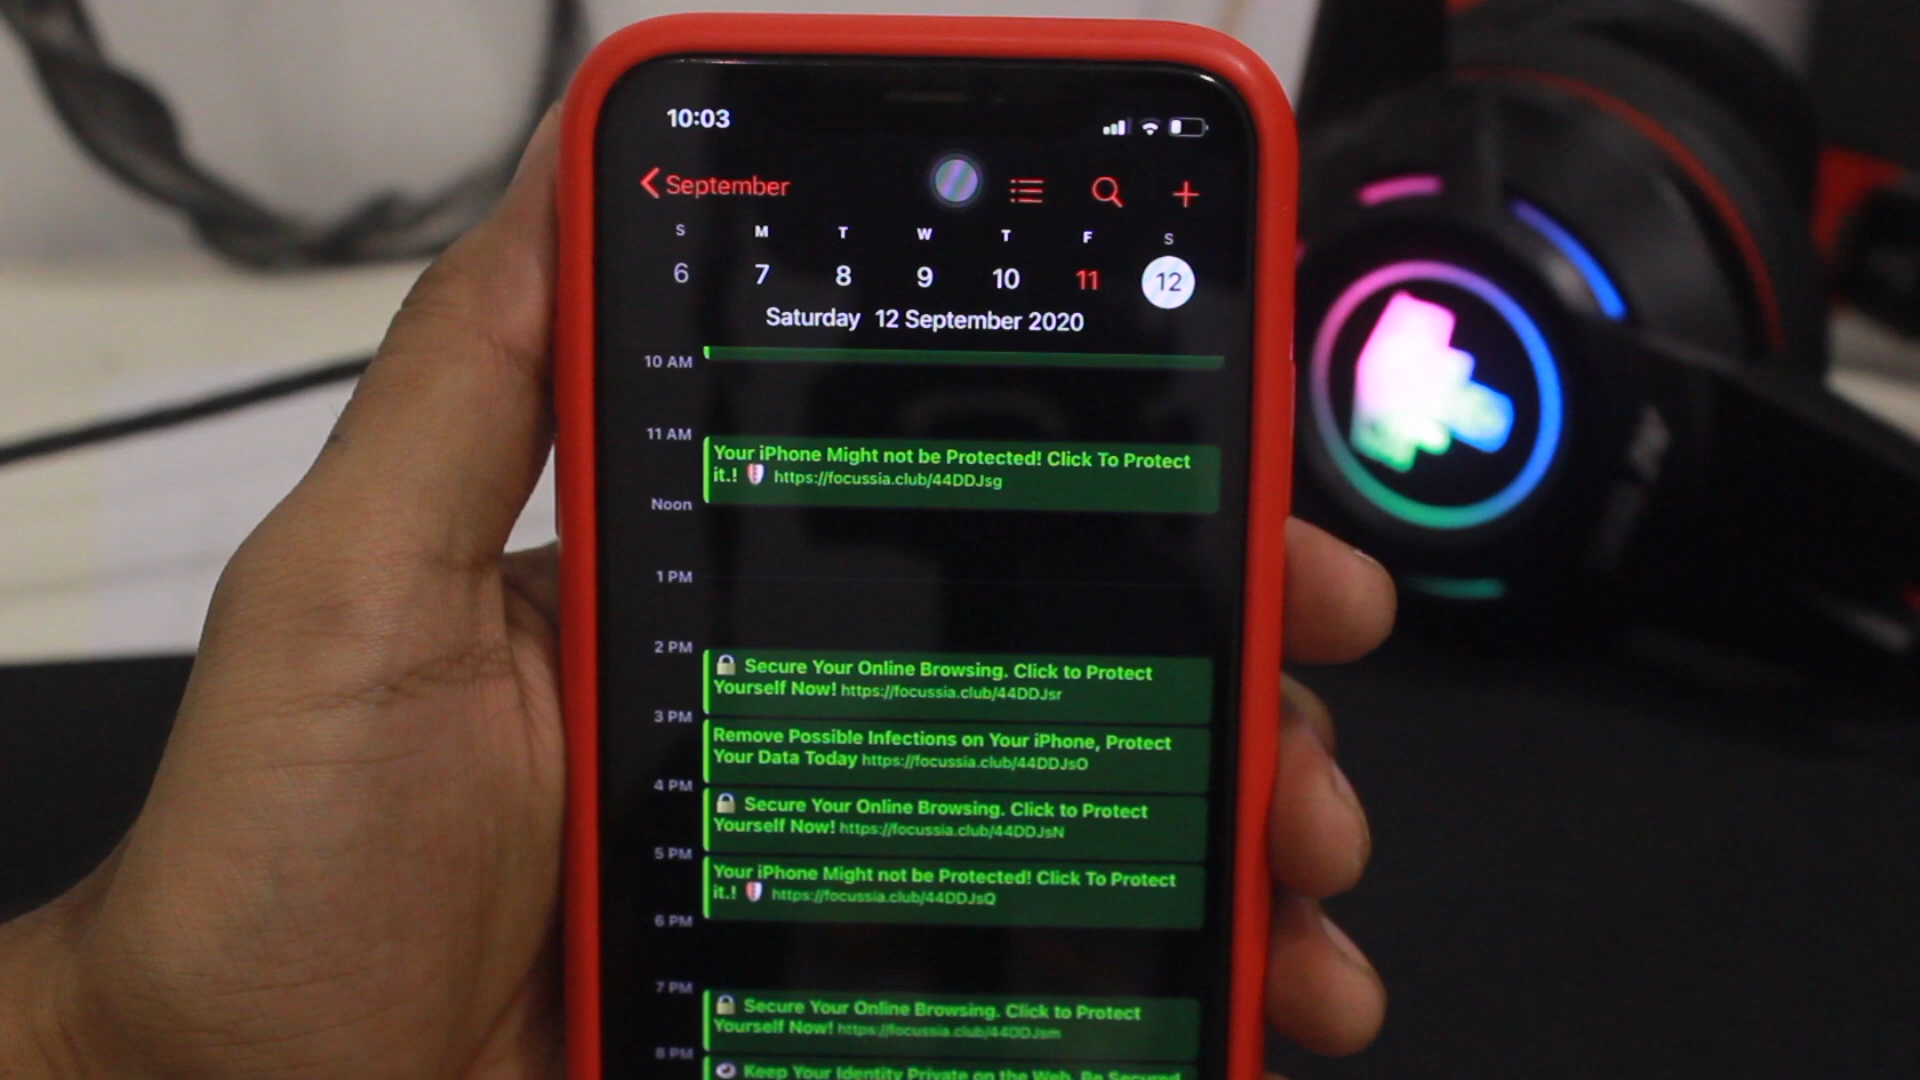 10:03
September
S M T W T F S
6 7 8 9 10 11 12
Saturday 12 September 2020
10 AM
11 AM
Your iPhone Might not be Protected! Click To Protect
it.! https://focussia.club/44DDJsg
Noon
1 PM
2 PM
Secure Your Online Browsing. Click to Protect
Yourself Now! https://focussia.club/44DDJsr
3 PM
Remove Possible Infections on Your iPhone, Protect
Your Data Today https://focussia.club/44DDJsO
4 PM
Secure Your Online Browsing. Click to Protect
Yourself Now! https://focussia.club/44DDJsN
5 PM
Your iPhone Might not be Protected! Click To Protect
it.! https://focussia.club/44DDJsQ
6 PM
7 PM
Secure Your Online Browsing. Click to Protect
Yourself Now! https://focussia.club/44DDJsm
8 PM
Keep Your Identity Private on the Web, Be Secured